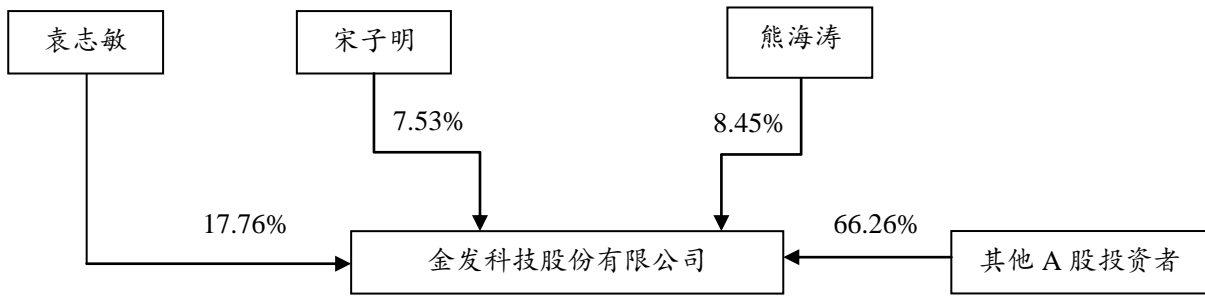 袁志敏
宋子明
熊海涛
7.53%
8.45%
17.76%
66.26%
金发科技股份有限公司
其他 A 股投资者